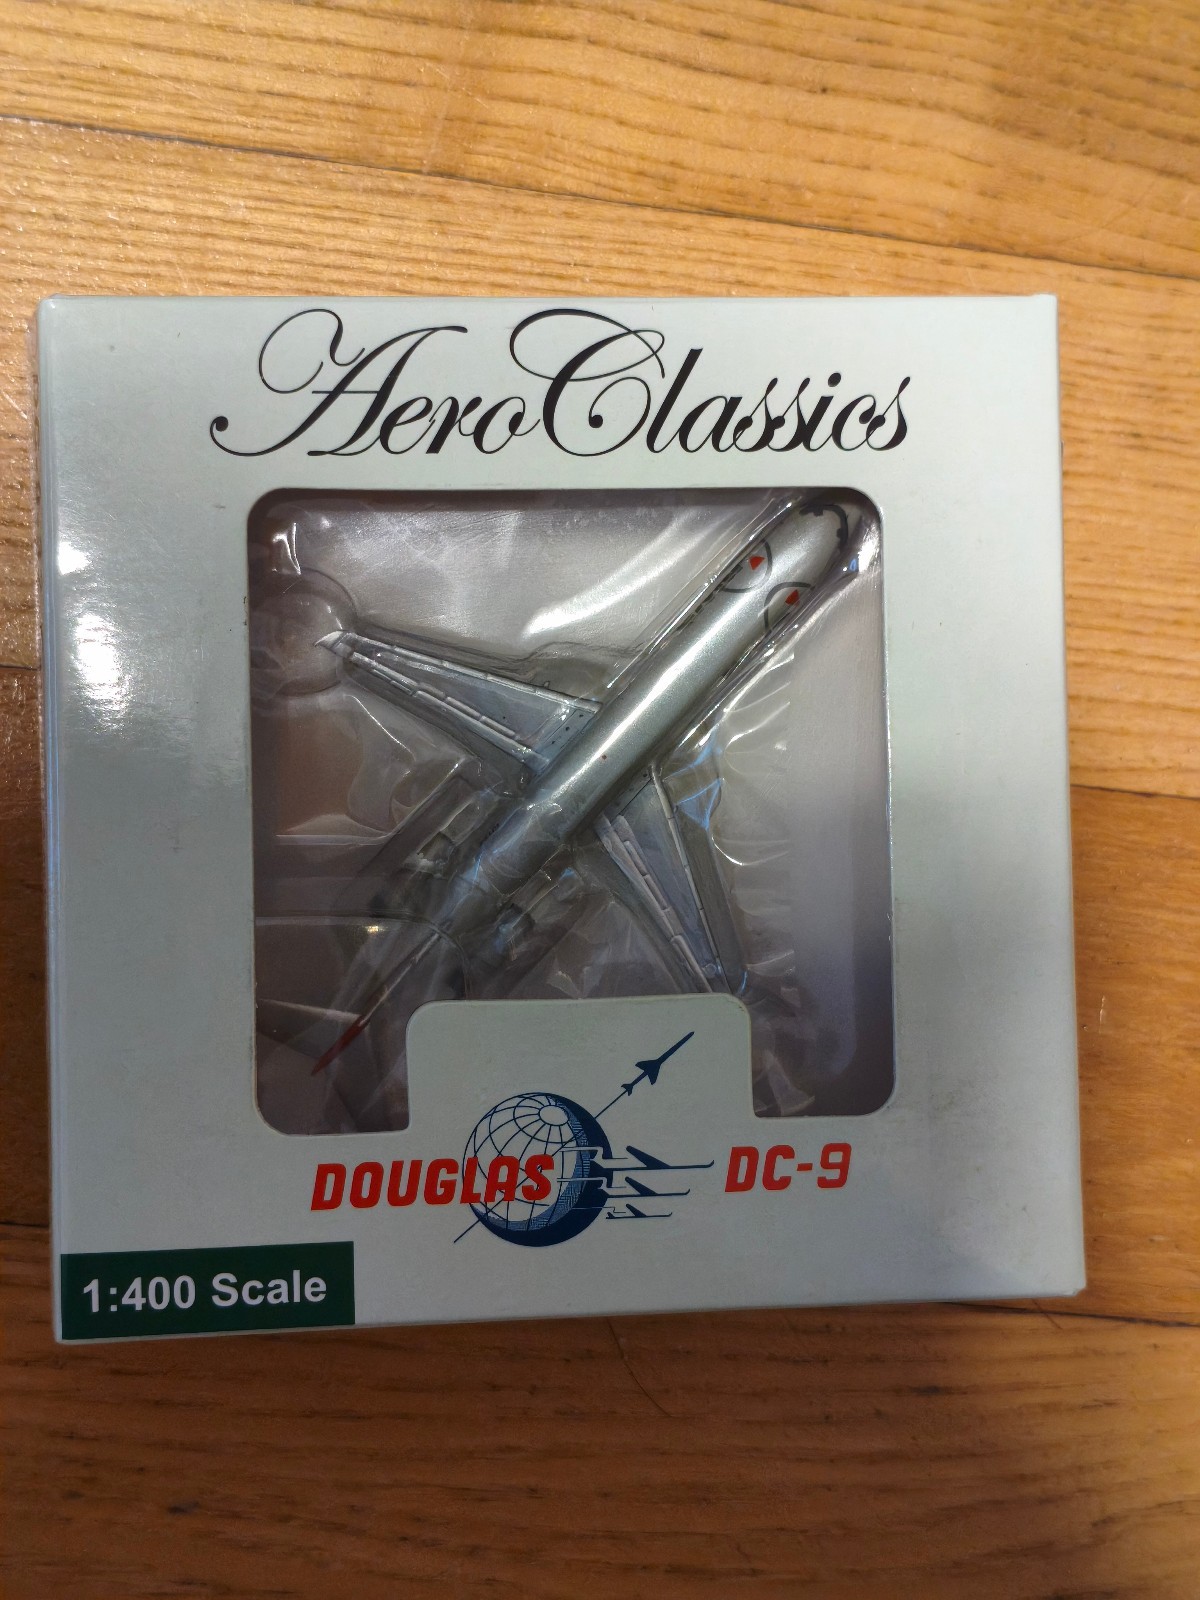 AeroClassics
DOUGLAS DC-9
1:400 Scale